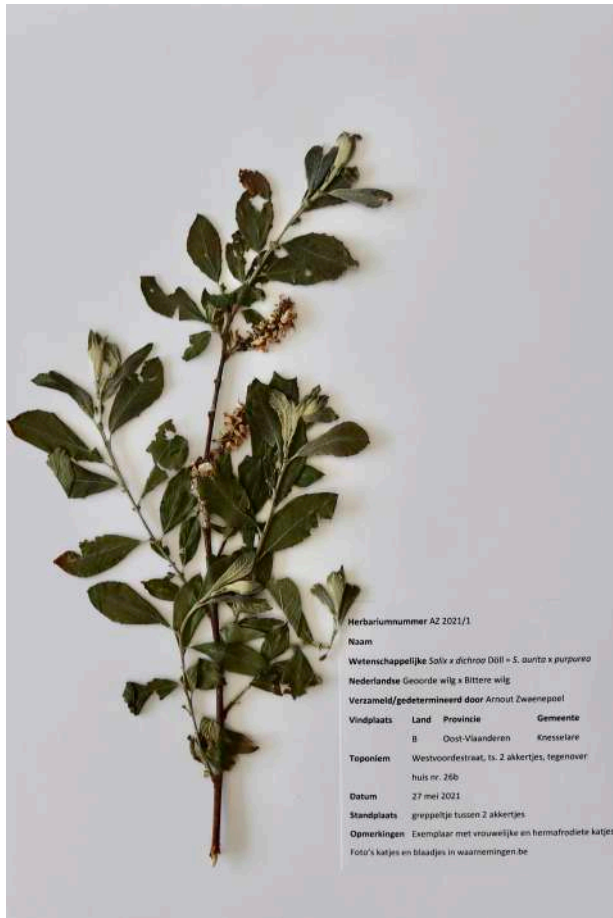 Herbariumnummer AZ 2021/1
Naam
Wetenschappelijke Salix x dichroa Döll = S. aurita x purpurea
Nederlandse Geoorde wilg x Bittere wilg
Verzameld/gedetermineerd door Arnout Zwaenepoel
Vindplaats Land Provincie Gemeente
B Oost-Vlaanderen Knesselare
Toponiem Westvoordestraat, ts. 2 akkertjes, tegenover
huis nr. 26b
Datum 27 mei 2021
Standplaats greppeltje tussen 2 akkertjes
Opmerkingen Exemplaar met vrouwelijke en hermafrodiete katjes
Foto's katjes en blaadjes in waarnemingen.be